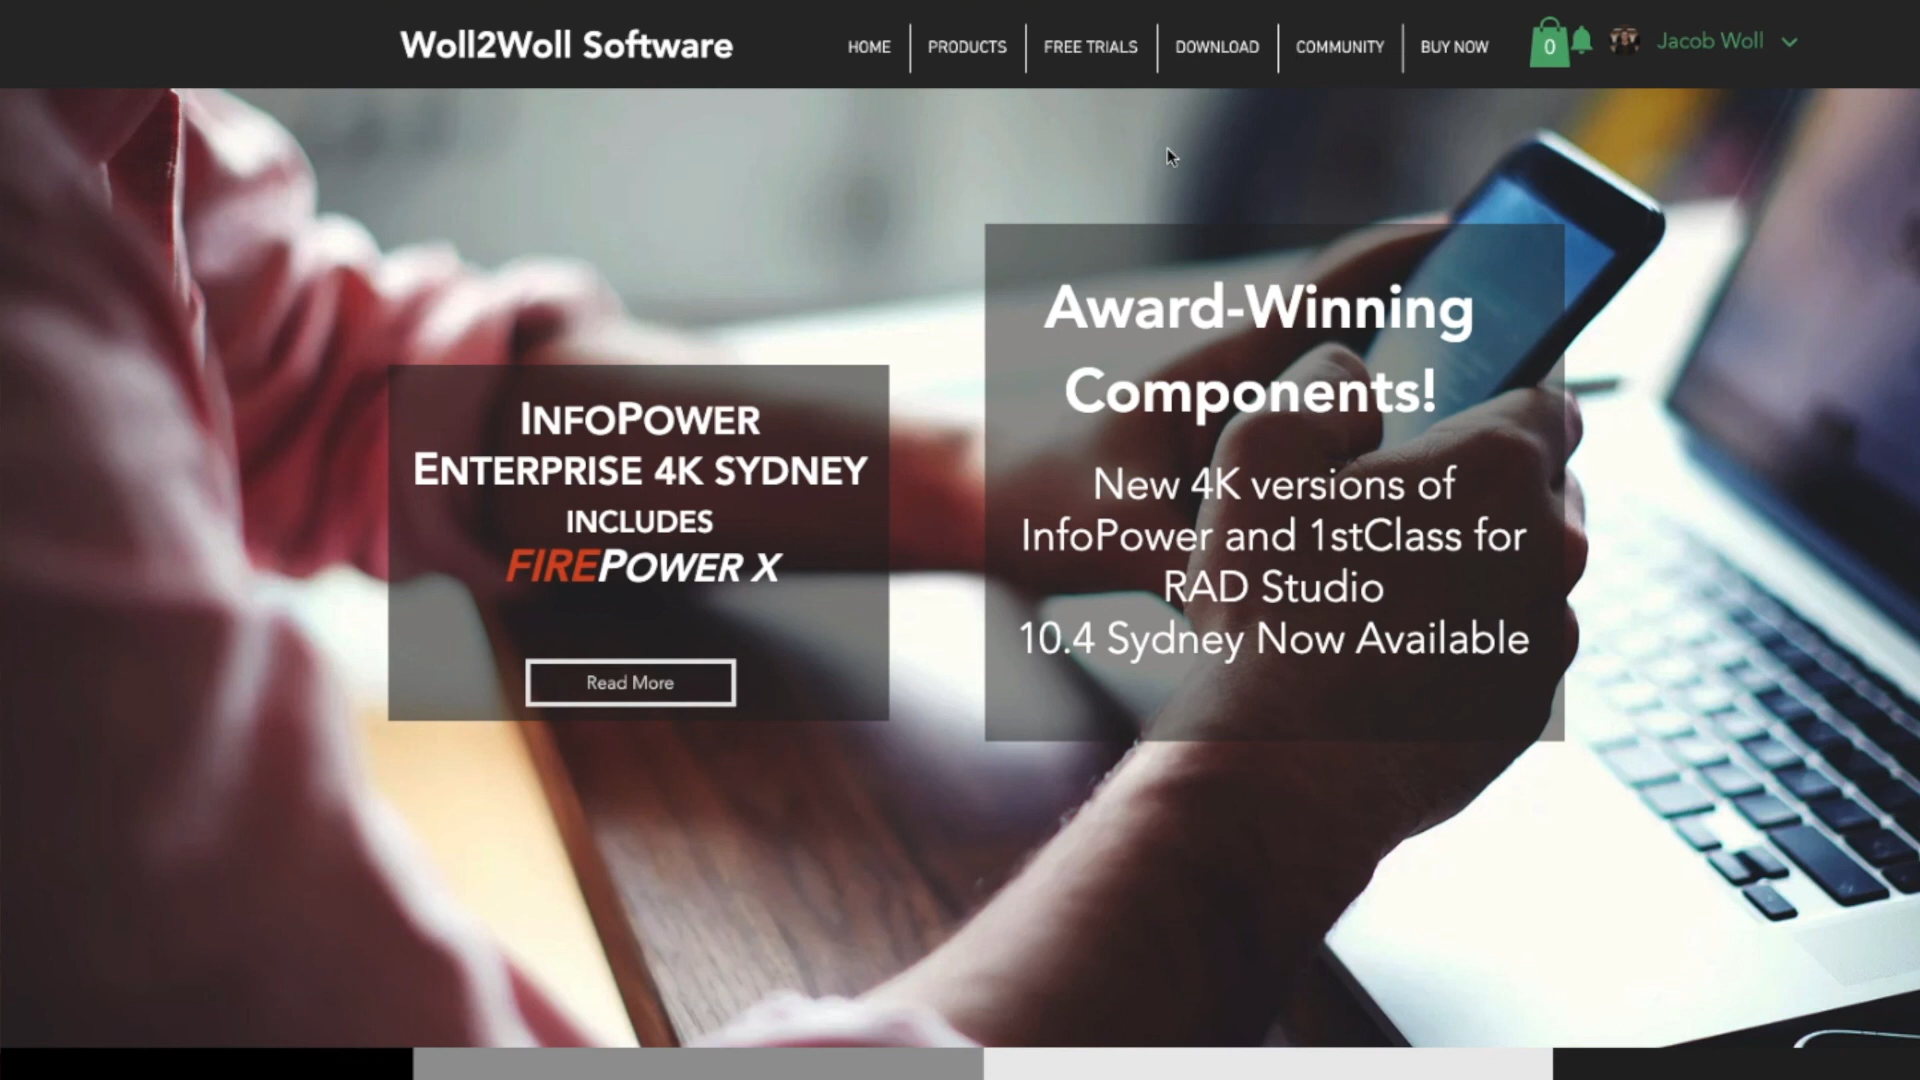 Woll2Woll Software
HOME
PRODUCTS
FREE TRIALS
DOWNLOAD
COMMUNITY
BUY NOW
0
Jacob Woll
INFOPOWER
ENTERPRISE 4K SYDNEY
INCLUDES
FIREPOWER X
Read More
Award-Winning
Components!
New 4K versions of
InfoPower and 1stClass for
RAD Studio
10.4 Sydney Now Available